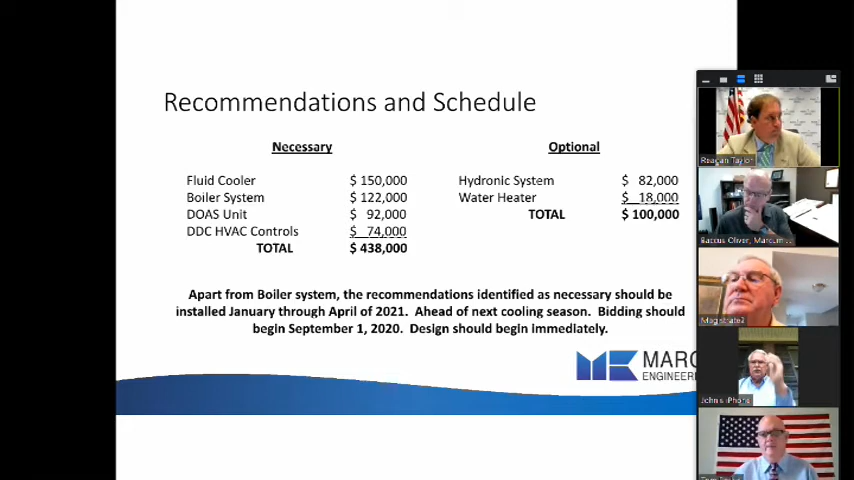 Recommendations and Schedule
Necessary
Fluid Cooler $ 150,000
Boiler System $ 122,000
DOAS Unit $ 92,000
DDC HVAC Controls $ 74,000
TOTAL $ 438,000
Optional
Hydronic System $ 82,000
Water Heater $ 18,000
TOTAL $ 100,000
Apart from Boiler system, the recommendations identified as necessary should be
installed January through April of 2021. Ahead of next cooling season. Bidding should
begin September 1, 2020. Design should begin immediately.
MARC
ENGINEERI
Reagan Taylor
Baccus Oliver, Marcum ...
Magistrate2
John's iPhone